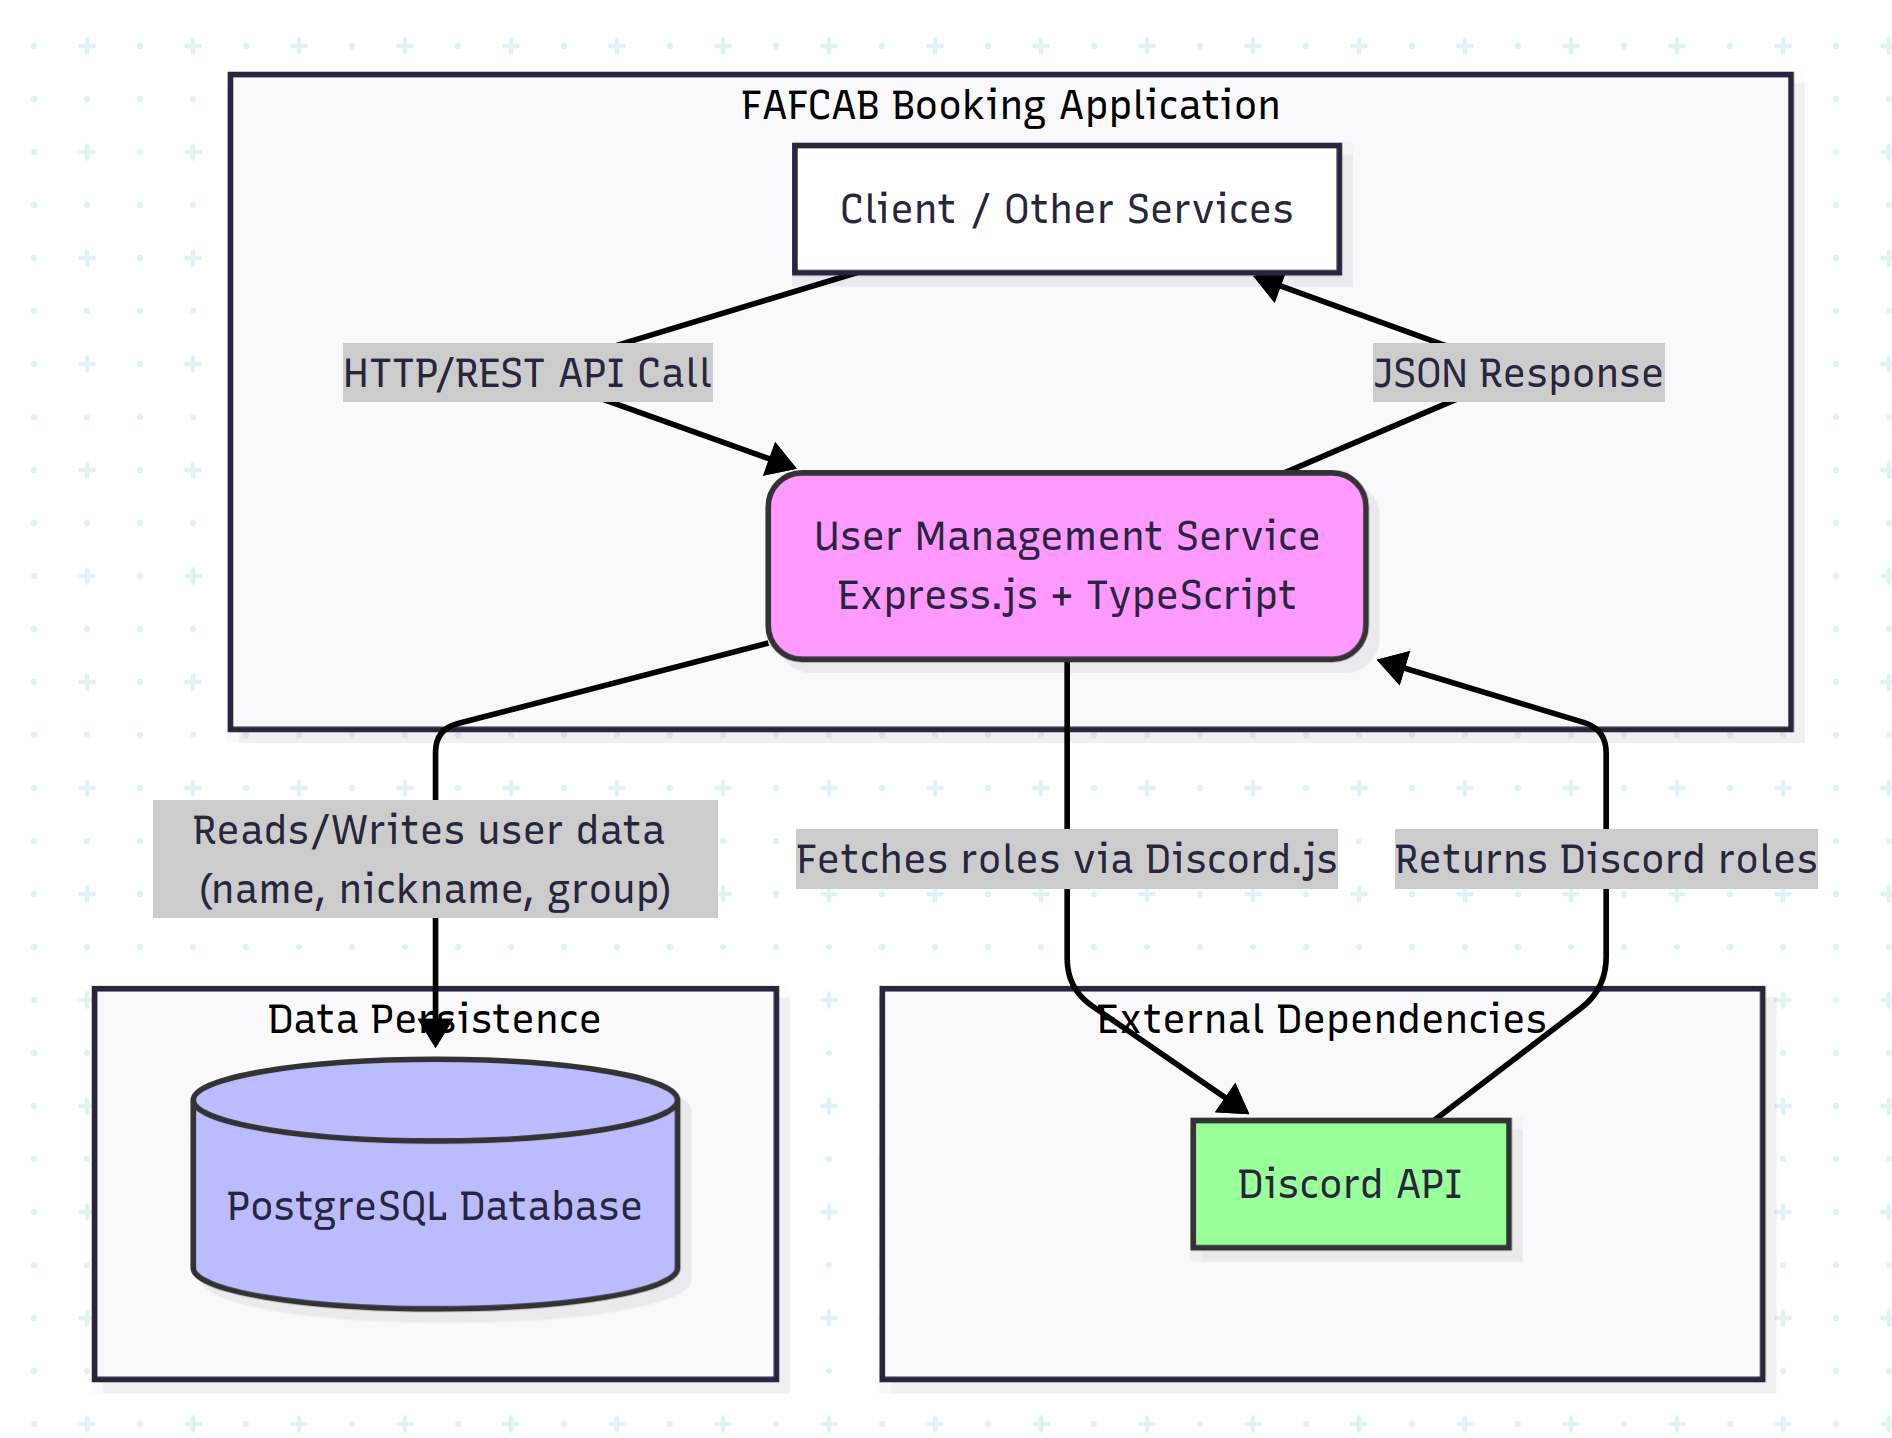 FAFCAB Booking Application
Client / Other Services
HTTP/REST API Call
JSON Response
User Management Service
Express.js + TypeScript
Reads/Writes user data
(name, nickname, group)
Fetches roles via Discord.js
Returns Discord roles
Data Persistence
External Dependencies
PostgreSQL Database
Discord API